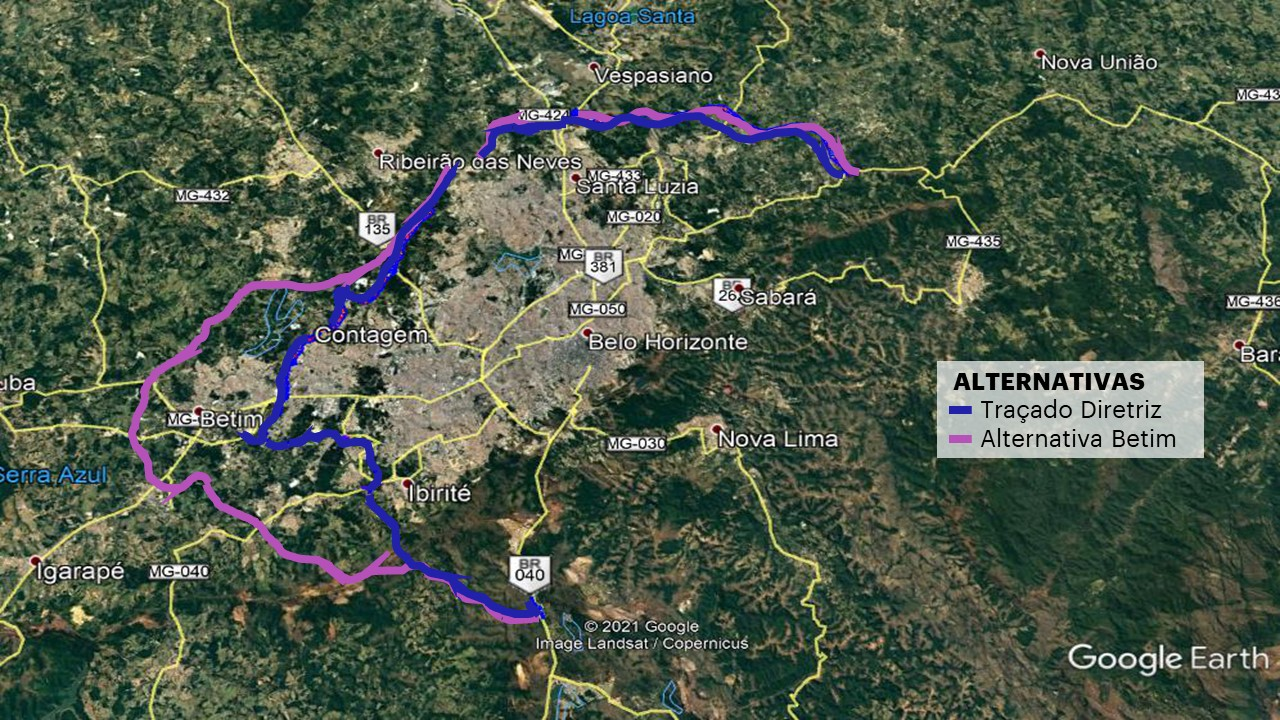 Lagoa Santa
Nova União
Vespasiano
MG-43
MG-424
Ribeirão das Neves
MG-433
Santa Luzia
MG-432
MG-020
BR
135
MG-435
MG
BR
381
26
Sabará
MG-436
MG-050
Contagem
Belo Horizonte
Bar
uba
ALTERNATIVAS
Traçado Diretriz
Alternativa Betim
MG-
Betim
MG-030
Nova Lima
Serra Azul
Ibirité
Igarapé
MG-040
BR
040
© 2021 Google
Image Landsat / Copernicus
Google Earth